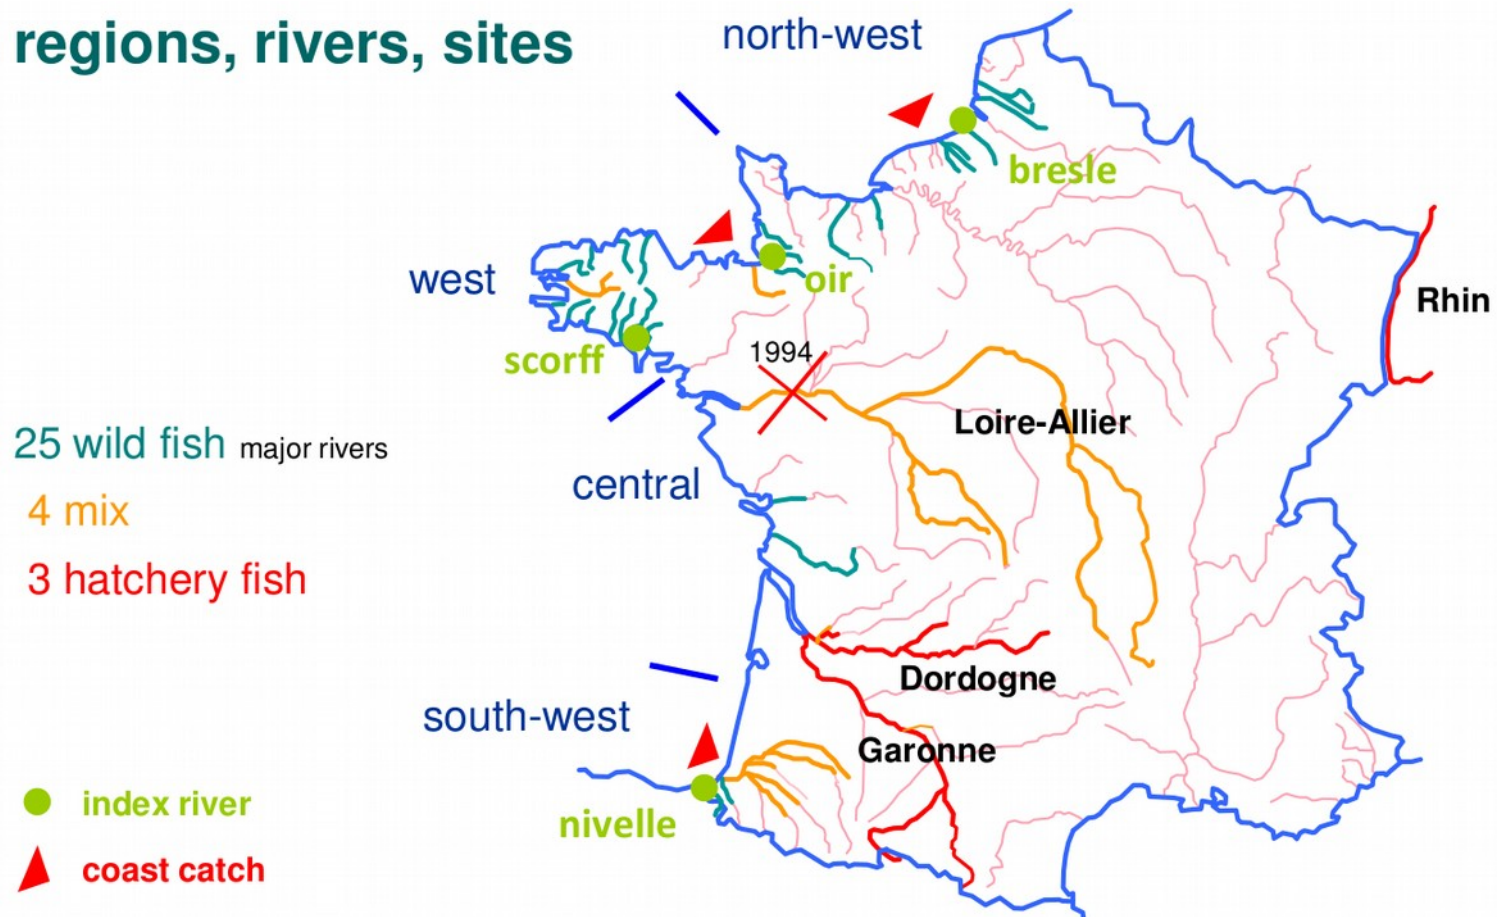 regions, rivers, sites
north-west
bresle
west
oir
Rhin
scorff
1994
Loire-Allier
25 wild fish major rivers
central
4 mix
3 hatchery fish
Dordogne
south-west
Garonne
index river
nivelle
coast catch